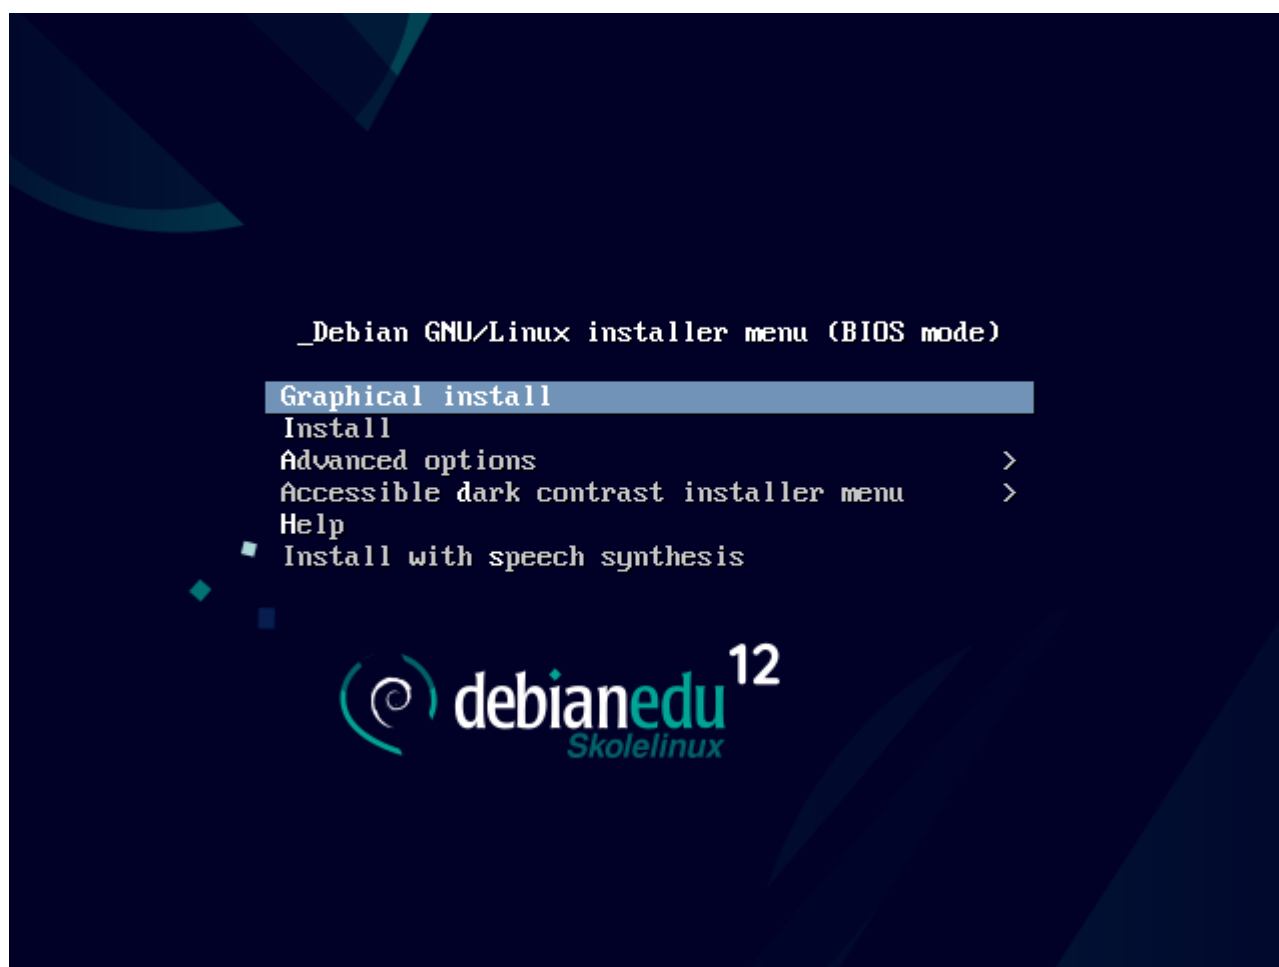 _Debian GNU/Linux installer menu (BIOS mode)
Graphical install
Install
Advanced options >
Accessible dark contrast installer menu >
Help
Install with speech synthesis
debianedu 12
Skolelinux